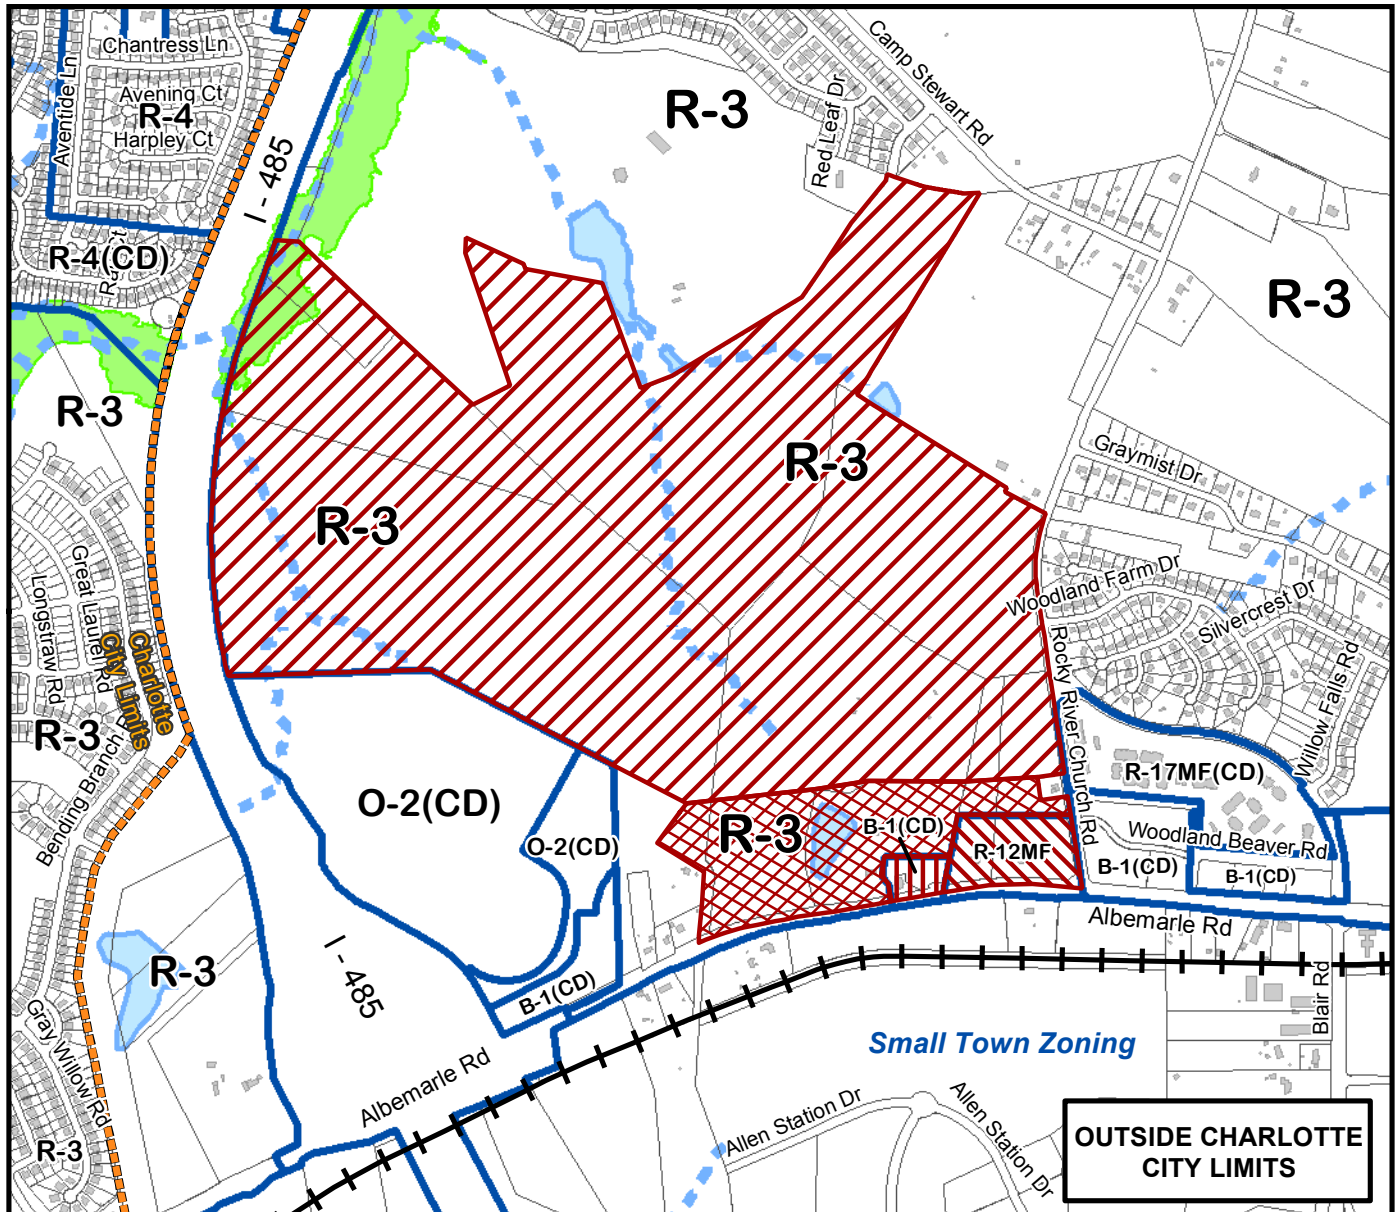 Chantress Ln
Aventide Ln
Avening Ct
R-4
Harpley Ct
I - 485
R-4(CD)
R-3
Camp Stewart Rd
Red Leaf Dr
R-3
R-3
R-3
R-3
Graymist Dr
Woodland Farm Dr
Silvercrest Dr
Willow Falls Rd
Rocky River Church Rd
Great Laurel Rd
Longstraw Rd
Charlotte
City Limits
R-3
Bending Branch R
O-2(CD)
O-2(CD)
R-3
B-1(CD)
R-12MF
R-17MF(CD)
Woodland Beaver Rd
B-1(CD)
B-1(CD)
Albemarle Rd
R-3
I - 485
B-1(CD)
Gray Willow Rd
Albemarle Rd
R-3
Small Town Zoning
Blair Rd
Allen Station Dr
Allen Station Dr
OUTSIDE CHARLOTTE
CITY LIMITS